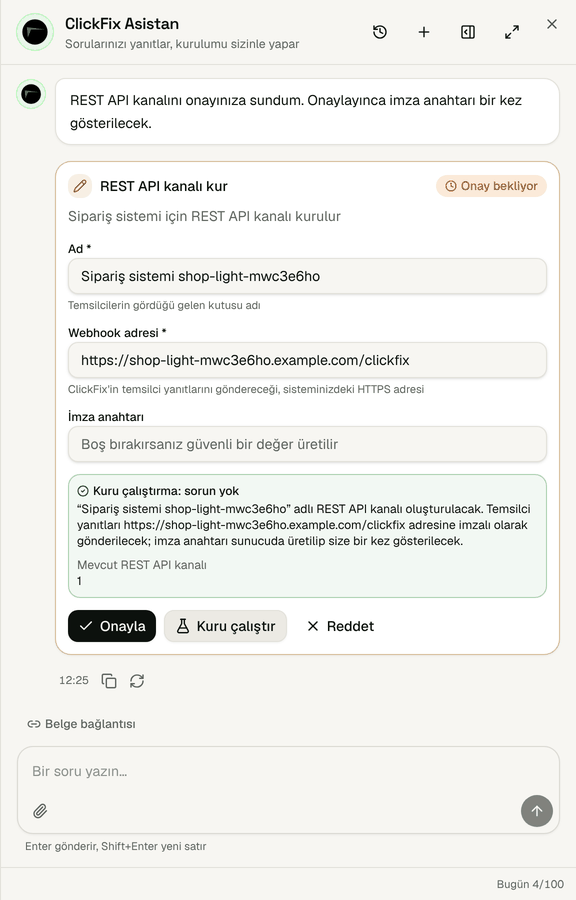 ClickFix Asistan
Sorularınızı yanıtlar, kurulumu sizinle yapar
REST API kanalını onayınıza sundum. Onaylayınca imza anahtarı bir kez
gösterilecek.
REST API kanalı kur
Onay bekliyor
Sipariş sistemi için REST API kanalı kurulur
Ad *
Sipariş sistemi shop-light-mwc3e6ho
Temsilcilerin gördüğü gelen kutusu adı
Webhook adresi *
https://shop-light-mwc3e6ho.example.com/clickfix
ClickFix'in temsilci yanıtlarını göndereceği, sisteminizdeki HTTPS adresi
İmza anahtarı
Boş bırakırsanız güvenli bir değer üretilir
Kuru çalıştırma: sorun yok
“Sipariş sistemi shop-light-mwc3e6ho” adlı REST API kanalı oluşturulacak. Temsilci
yanıtları https://shop-light-mwc3e6ho.example.com/clickfix adresine imzalı olarak
gönderilecek; imza anahtarı sunucuda üretilip size bir kez gösterilecek.
Mevcut REST API kanalı
1
Onayla
Kuru çalıştır
Reddet
12:25
Belge bağlantısı
Bir soru yazın...
Enter gönderir, Shift+Enter yeni satır
Bugün 4/100